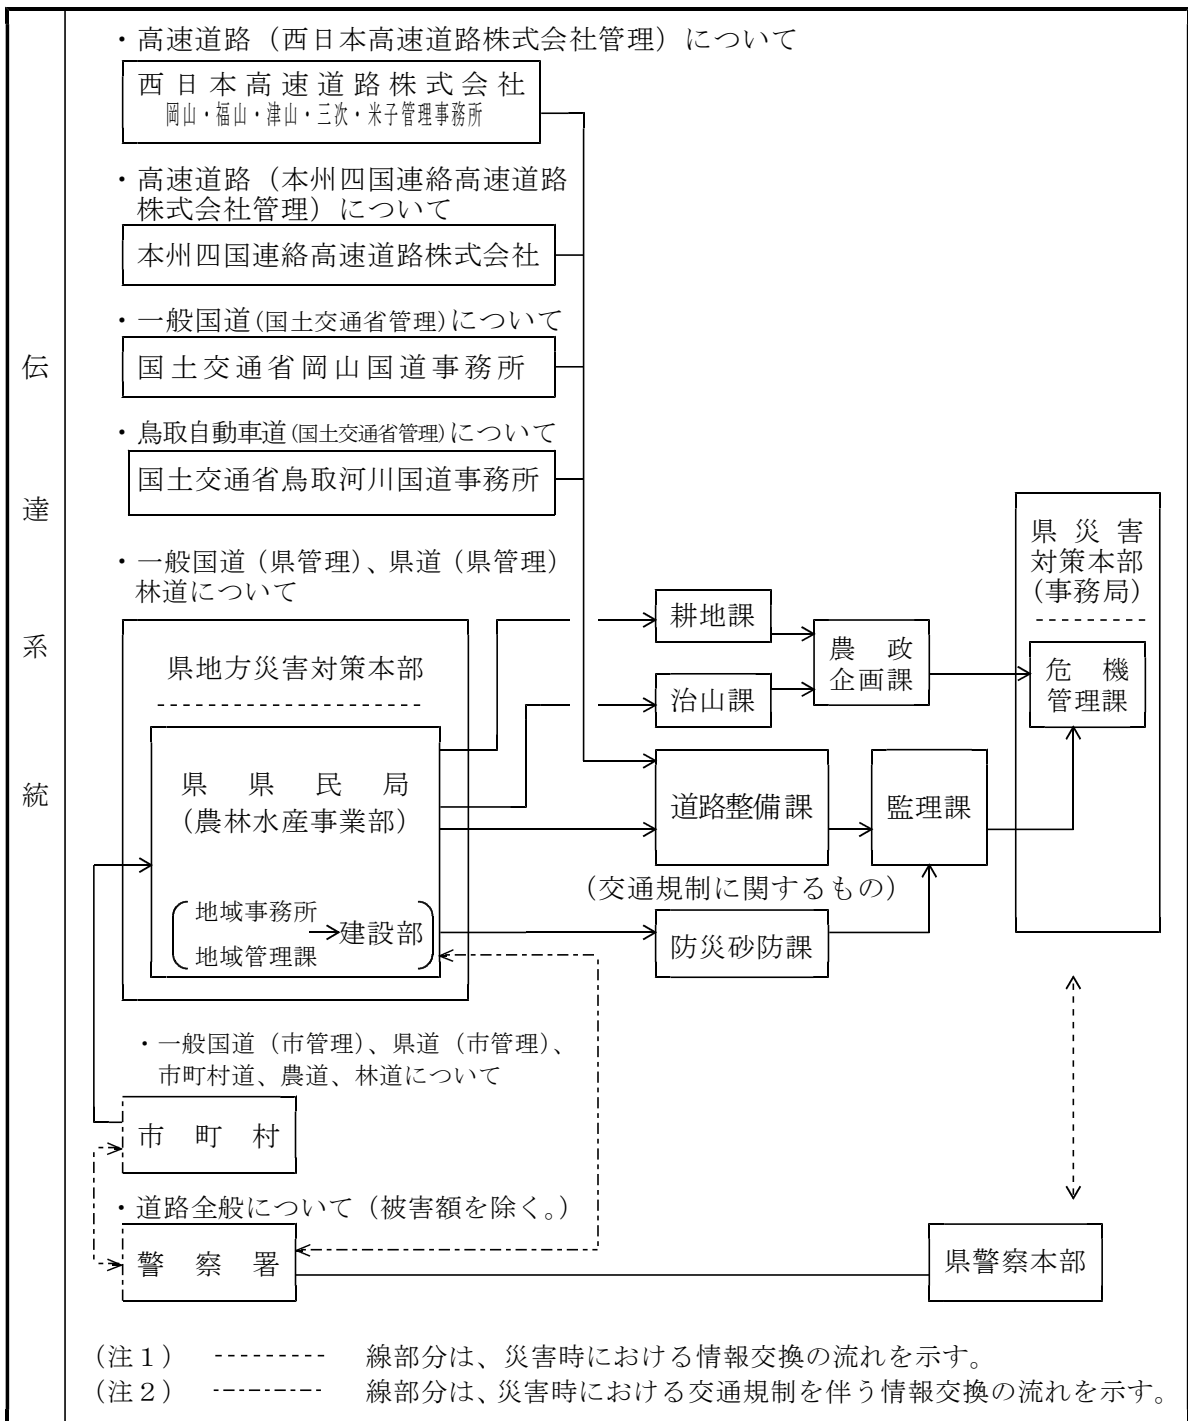 伝達系統
・高速道路（西日本高速道路株式会社管理）について
西日本高速道路株式会社
岡山・福山・津山・三次・米子管理事務所
・高速道路（本州四国連絡高速道路
株式会社管理）について
本州四国連絡高速道路株式会社
・一般国道(国土交通省管理)について
国土交通省岡山国道事務所
・鳥取自動車道(国土交通省管理)について
国土交通省鳥取河川国道事務所
・一般国道（県管理）、県道（県管理）
林道について
県地方災害対策本部
県県民局
（農林水産事業部）
地域事務所
地域管理課
建設部
耕地課
治山課
農政
企画課
道路整備課
監理課
（交通規制に関するもの）
防災砂防課
県災害
対策本部
（事務局）
危機
管理課
・一般国道（市管理）、県道（市管理）、
市町村道、農道、林道について
市町村
・道路全般について（被害額を除く。）
警察署
県警察本部
（注１） --------- 線部分は、災害時における情報交換の流れを示す。
（注２） -･-･-･-･- 線部分は、災害時における交通規制を伴う情報交換の流れを示す。